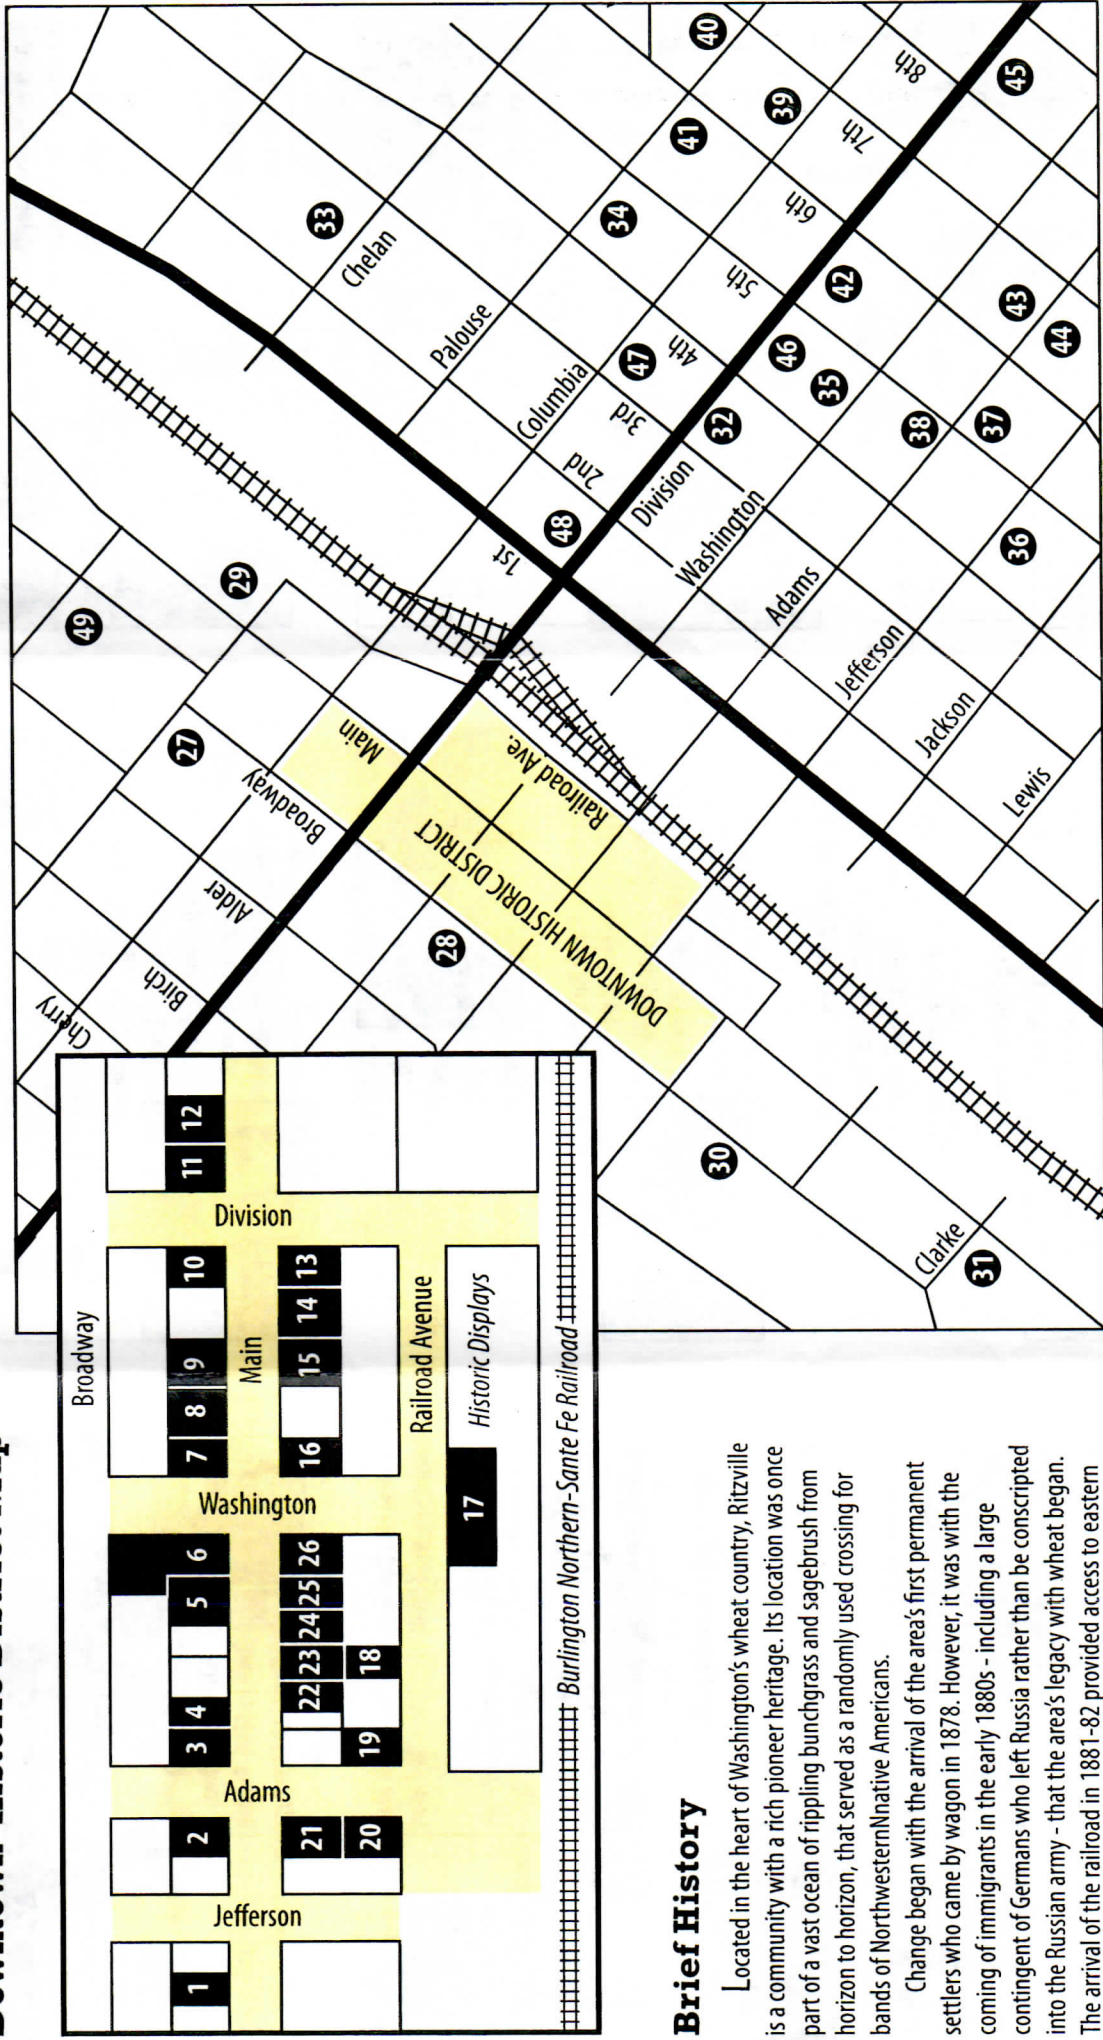 Downtown Historic District Map
Broadway
1
2
3
4
5
6
7
8
9
10
11
12
Jefferson
Adams
Washington
Main
Division
21
20
19
22
23
24
25
26
18
16
15
14
13
Railroad Avenue
17
Historic Displays
Burlington Northern-Sante Fe Railroad
Brief History
Located in the heart of Washington's wheat country, Ritzville
is a community with a rich pioneer heritage. Its location was once
part of a vast ocean of rippling bunchgrass and sagebrush from
horizon to horizon, that served as a randomly used crossing for
bands of NorthwesternNnative Americans.
Change began with the arrival of the area's first permanent
settlers who came by wagon in 1878. However, it was with the
coming of immigrants in the early 1880s - including a large
contingent of Germans who left Russia rather than be conscripted
into the Russian army - that the area's legacy with wheat began.
The arrival of the railroad in 1881-82 provided access to eastern
Cherry
Birch
Alder
Broadway
Main
49
27
29
28
DOWNTOWN HISTORIC DISTRICT
Railroad Ave.
30
31
Clarke
1st
2nd
3rd
4th
5th
6th
7th
8th
33
Chelan
Palouse
Columbia
Division
Washington
Adams
Jefferson
Jackson
Lewis
48
47
34
41
39
40
32
46
35
42
38
37
36
43
44
45